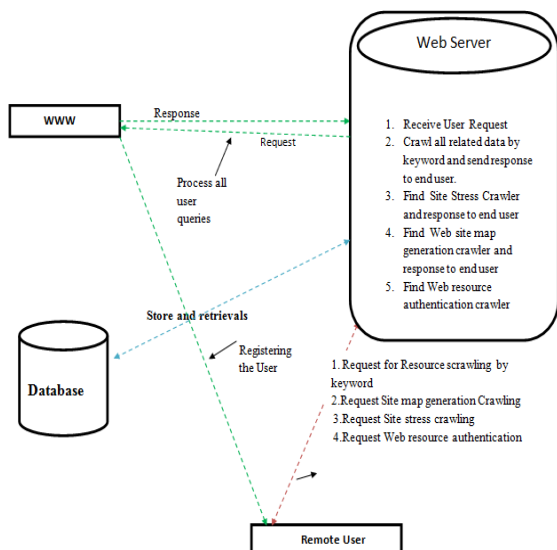 Web Server
WWW
Response
Request
Process all
user
queries
1. Receive User Request
2. Crawl all related data by
keyword and send response
to end user.
3. Find Site Stress Crawler
and response to end user
4. Find Web site map
generation crawler and
response to end user
5. Find Web resource
authentication crawler
Store and retrievals
Registering
the User
Database
1. Request for Resource scrawling by
keyword
2.Request Site map generation Crawling
3.Request Site stress crawling
4.Request Web resource authentication
Remote User